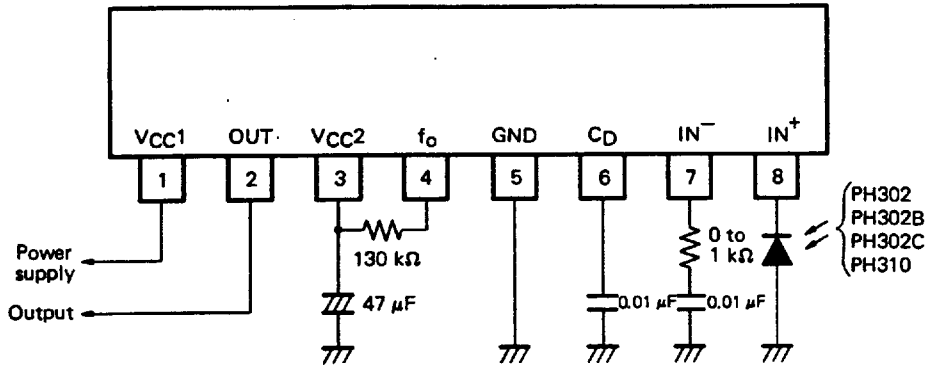 VCC1 OUT VCC2 fo GND CD IN− IN+
1 2 3 4 5 6 7 8
PH302
PH302B
PH302C
PH310
0 to
1 kΩ
130 kΩ
Power
supply
47 μF
0.01 μF
0.01 μF
Output